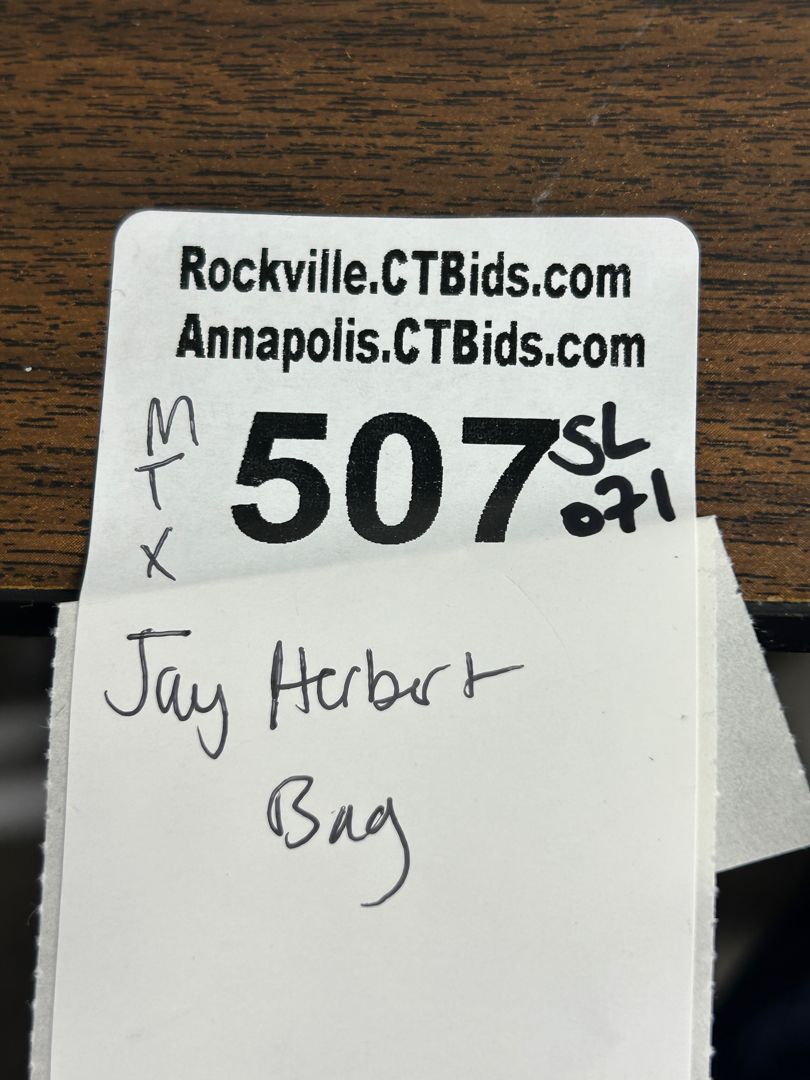 Rockville.CTBids.com
Annapolis.CTBids.com
M
T
X
507
SL
071
Jay Herbert
Bag